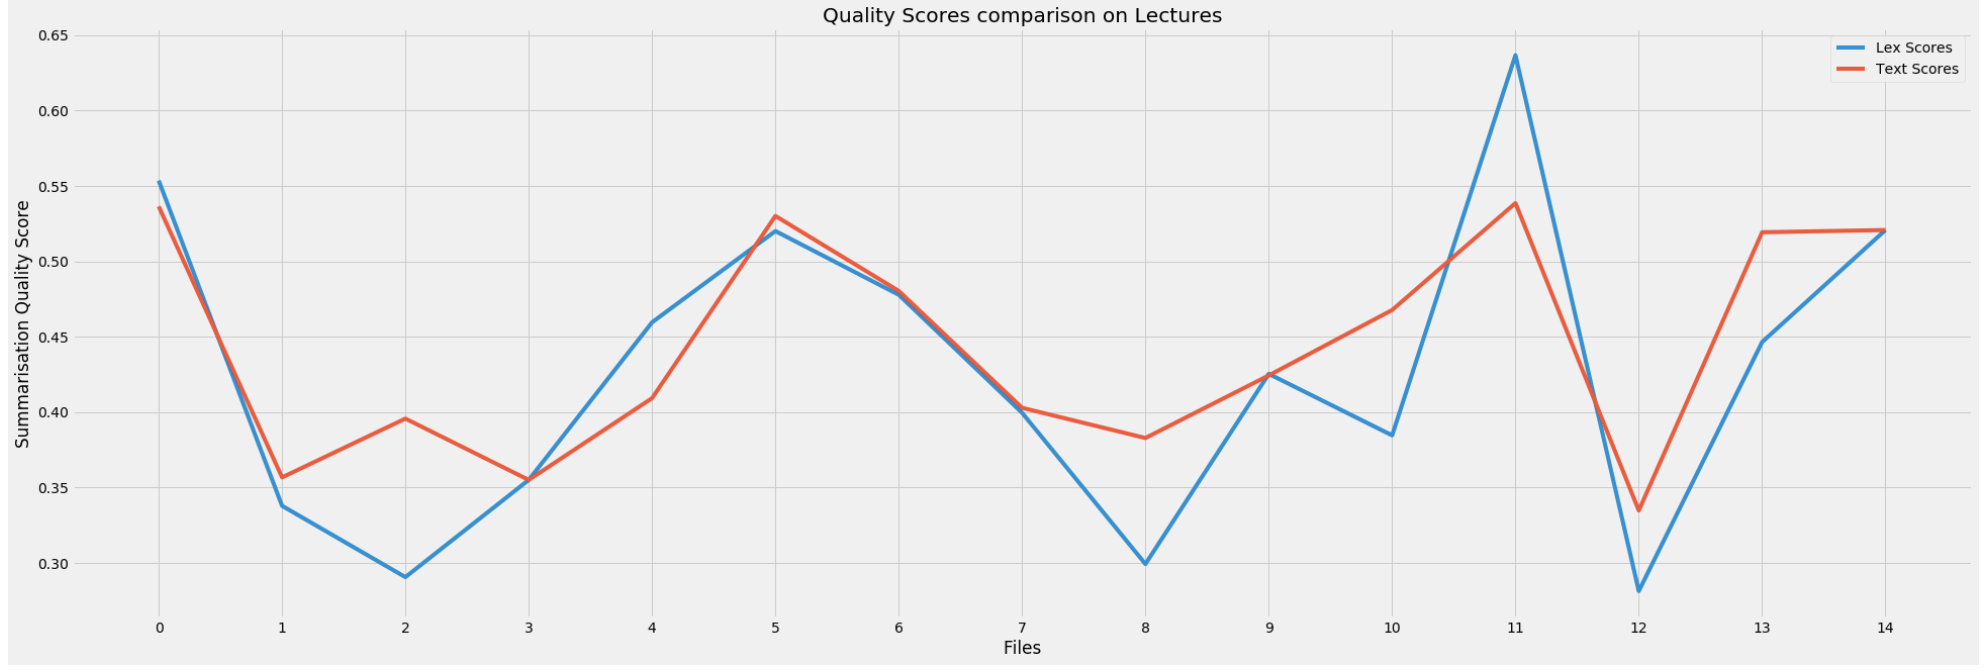 Quality Scores comparison on Lectures
Lex Scores
Text Scores
Summarisation Quality Score
0.65
0.60
0.55
0.50
0.45
0.40
0.35
0.30
0 1 2 3 4 5 6 7 8 9 10 11 12 13 14
Files